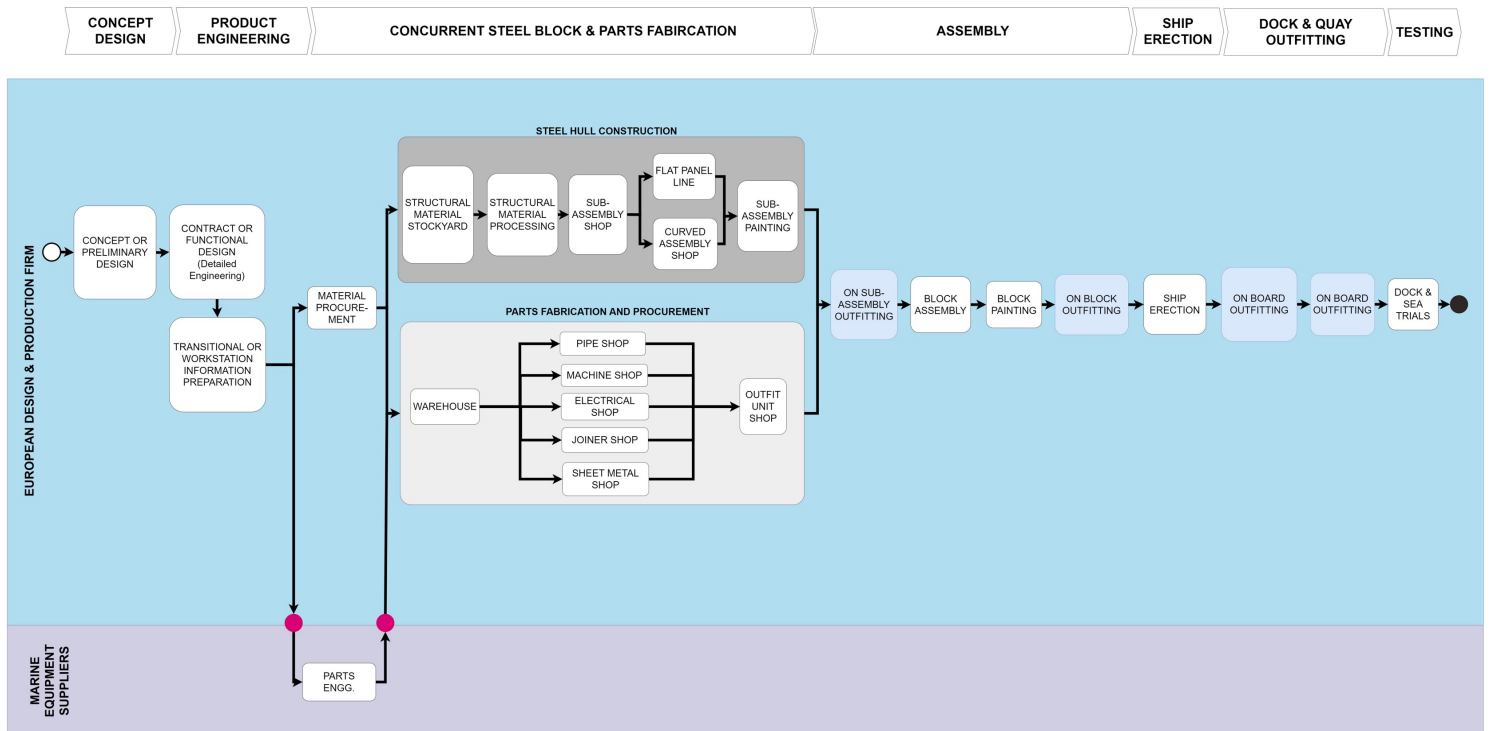 CONCEPT
DESIGN
PRODUCT
ENGINEERING
CONCURRENT STEEL BLOCK & PARTS FABIRCATION
ASSEMBLY
SHIP
ERECTION
DOCK & QUAY
OUTFITTING
TESTING
EUROPEAN DESIGN & PRODUCTION FIRM
CONCEPT OR
PRELIMINARY
DESIGN
CONTRACT OR
FUNCTIONAL
DESIGN
(Detailed
Engineering)
TRANSITIONAL OR
WORKSTATION
INFORMATION
PREPARATION
MATERIAL
PROCURE-
MENT
STEEL HULL CONSTRUCTION
STRUCTURAL
MATERIAL
STOCKYARD
STRUCTURAL
MATERIAL
PROCESSING
SUB-
ASSEMBLY
SHOP
FLAT PANEL
LINE
CURVED
ASSEMBLY
SHOP
SUB-
ASSEMBLY
PAINTING
PARTS FABRICATION AND PROCUREMENT
WAREHOUSE
PIPE SHOP
MACHINE SHOP
ELECTRICAL
SHOP
JOINER SHOP
SHEET METAL
SHOP
OUTFIT
UNIT
SHOP
ON SUB-
ASSEMBLY
OUTFITTING
BLOCK
ASSEMBLY
BLOCK
PAINTING
ON BLOCK
OUTFITTING
SHIP
ERECTION
ON BOARD
OUTFITTING
ON BOARD
OUTFITTING
DOCK &
SEA
TRIALS
MARINE
EQUIPMENT
SUPPLIERS
PARTS
ENGG.